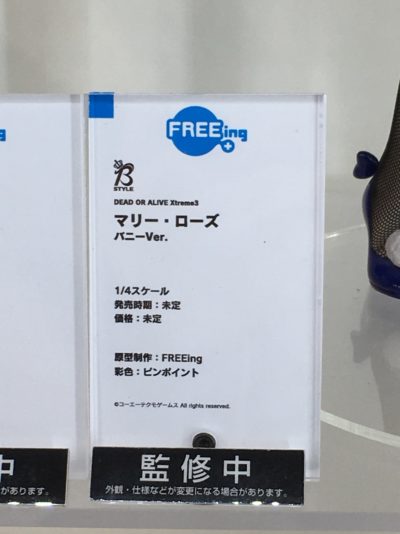 FREEing
B
STYLE
DEAD OR ALIVE Xtreme3
マリー・ローズ
バニーVer.
1/4スケール
発売時期：未定
価格：未定
原型制作：FREEing
彩色：ピンポイント
©コーエーテクモゲームス All rights reserved.
監修中
外観・仕様などが変更になる場合があります。
ng
中
があります。